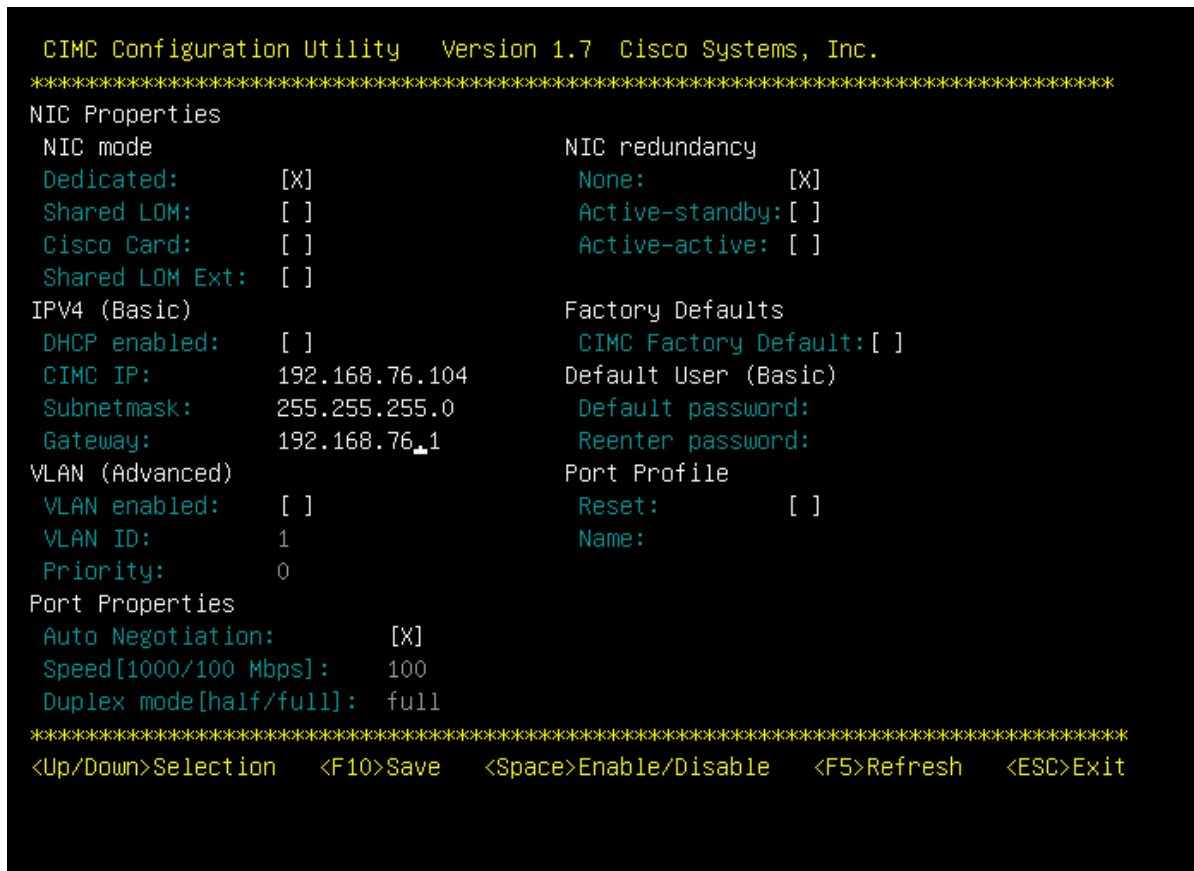 CIMC Configuration Utility   Version 1.7  Cisco Systems, Inc.
*******************************************************************************
NIC Properties
NIC mode                              NIC redundancy
Dedicated:       [X]                   None:          [X]
Shared LOM:      [ ]                   Active-standby:[ ]
Cisco Card:      [ ]                   Active-active: [ ]
Shared LOM Ext:  [ ]
IPV4 (Basic)                           Factory Defaults
DHCP enabled:    [ ]                   CIMC Factory Default:[ ]
CIMC IP:         192.168.76.104       Default User (Basic)
Subnetmask:      255.255.255.0         Default password:
Gateway:         192.168.76.1          Reenter password:
VLAN (Advanced)                        Port Profile
VLAN enabled:    [ ]                   Reset:         [ ]
VLAN ID:         1                     Name:
Priority:        0
Port Properties
Auto Negotiation:        [X]
Speed[1000/100 Mbps]:    100
Duplex mode[half/full]:  full
********************************************************************************
<Up/Down>Selection   <F10>Save   <Space>Enable/Disable   <F5>Refresh   <ESC>Exit